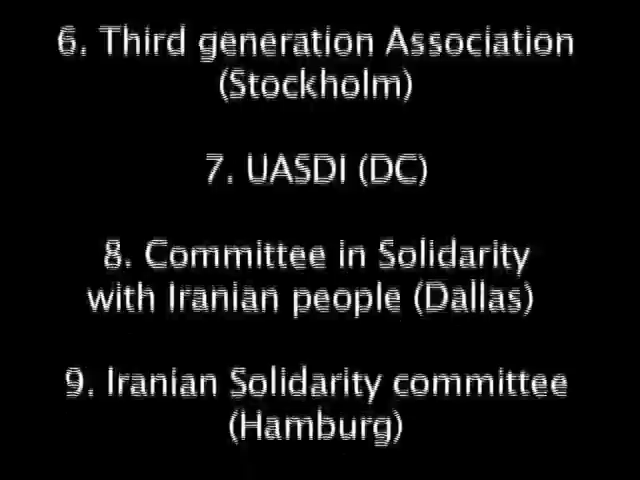 6. Third generation Association
(Stockholm)
7. UASDI (DC)
8. Committee in Solidarity
with Iranian people (Dallas)
9. Iranian Solidarity committee
(Hamburg)